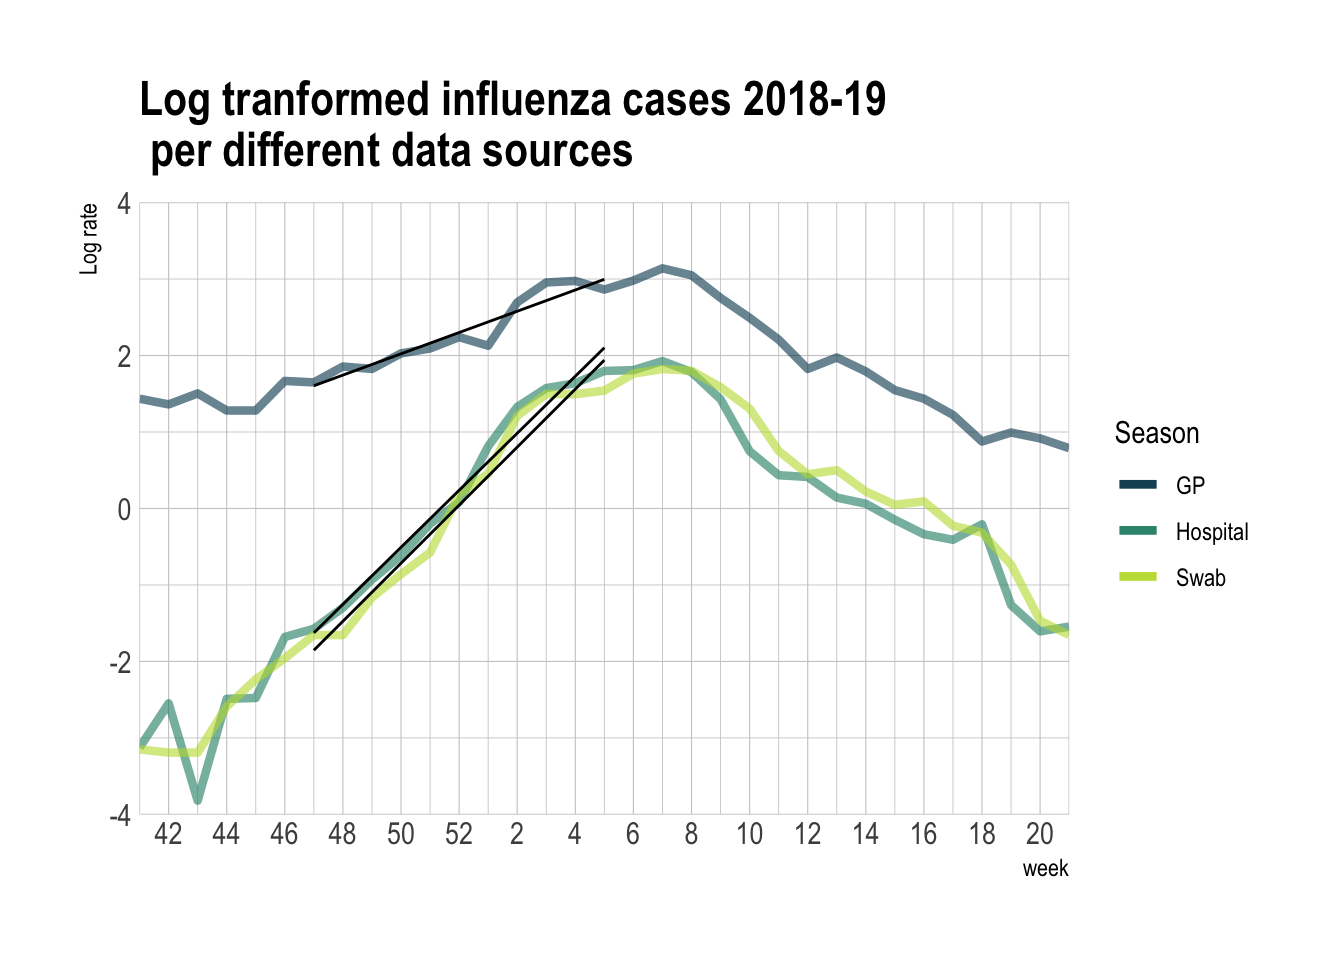 Log tranformed influenza cases 2018-19
per different data sources
Log rate
4
2
0
-2
-4
42 44 46 48 50 52 2 4 6 8 10 12 14 16 18 20
week
Season
GP
Hospital
Swab